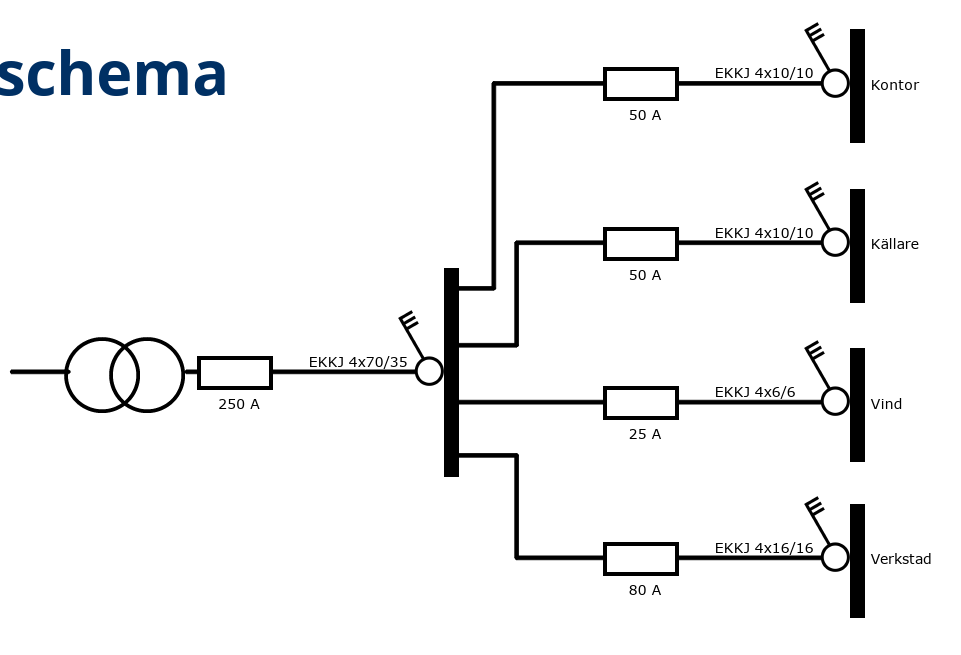 schema
EKKJ 4x10/10
50 A
Kontor
EKKJ 4x10/10
50 A
Källare
EKKJ 4x70/35
250 A
EKKJ 4x6/6
25 A
Vind
EKKJ 4x16/16
80 A
Verkstad